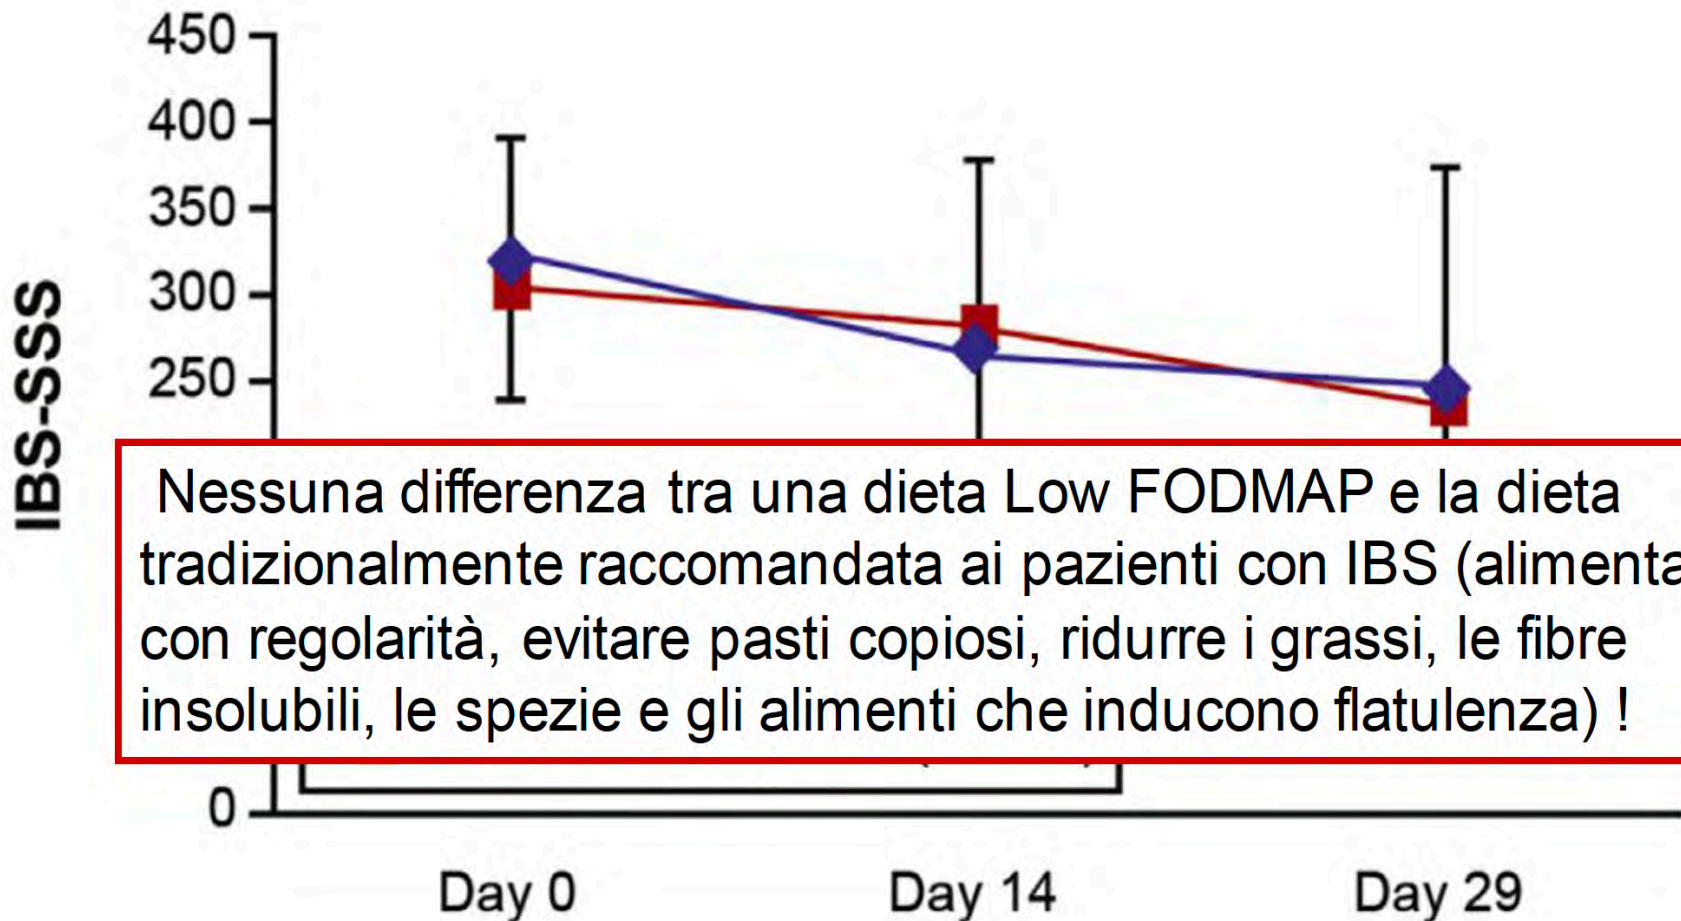 450
400
350
300
250
0
IBS-SSS
Nessuna differenza tra una dieta Low FODMAP e la dieta
tradizionalmente raccomandata ai pazienti con IBS (alimenta
con regolarità, evitare pasti copiosi, ridurre i grassi, le fibre
insolubili, le spezie e gli alimenti che inducono flatulenza) !
Day 0
Day 14
Day 29